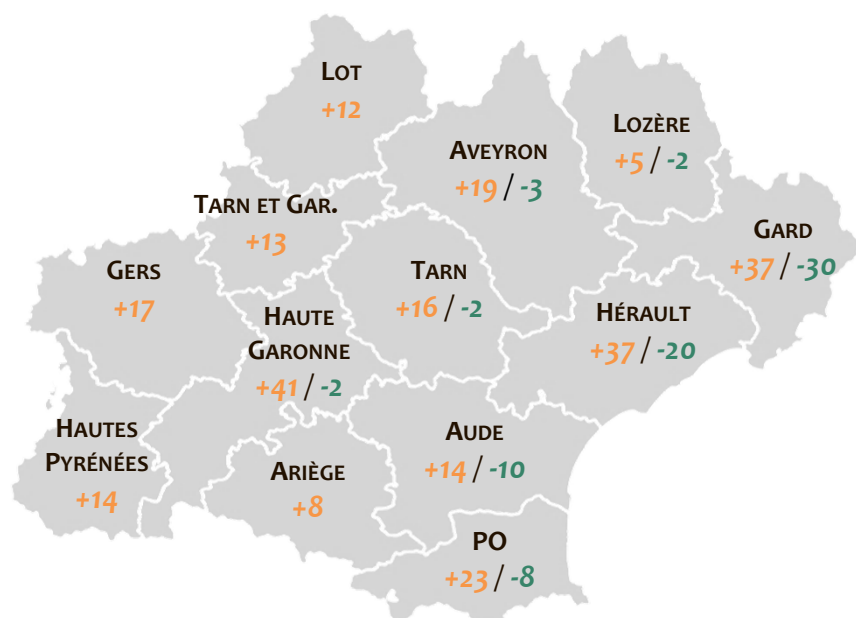 LOT
+12
LOZÈRE
+5 / -2
AVEYRON
+19 / -3
TARN ET GAR.
+13
GARD
+37 / -30
GERS
+17
TARN
+16 / -2
HAUTE
GARONNE
+41 / -2
HÉRAULT
+37 / -20
HAUTES
PYRÉNÉES
+14
AUDE
+14 / -10
ARIÈGE
+8
PO
+23 / -8